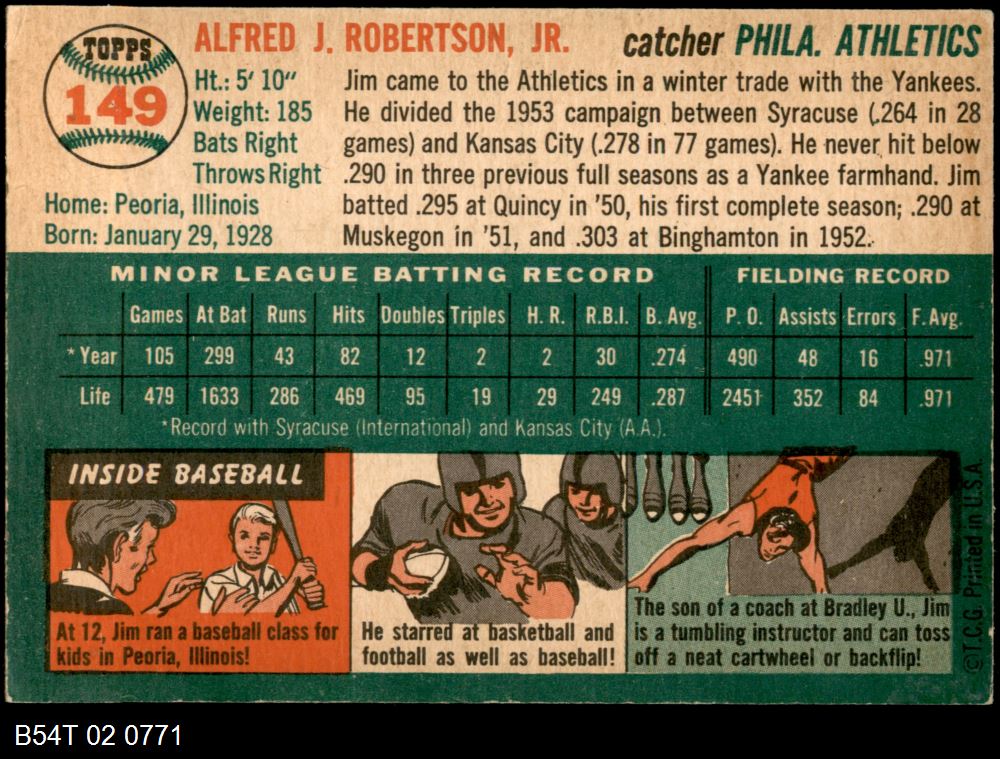 TOPPS
149
ALFRED J. ROBERTSON, JR. catcher PHILA. ATHLETICS
Ht.: 5' 10"
Weight: 185
Bats Right
Throws Right
Home: Peoria, Illinois
Born: January 29, 1928
Jim came to the Athletics in a winter trade with the Yankees.
He divided the 1953 campaign between Syracuse (.264 in 28
games) and Kansas City (.278 in 77 games). He never hit below
.290 in three previous full seasons as a Yankee farmhand. Jim
batted .295 at Quincy in '50, his first complete season; .290 at
Muskegon in '51, and .303 at Binghamton in 1952.
MINOR LEAGUE BATTING RECORD FIELDING RECORD
Games At Bat Runs Hits Doubles Triples H. R. R.B.I. B. Avg. P. O. Assists Errors F. Avg.
*Year 105 299 43 82 12 2 2 30 .274 490 48 16 .971
Life 479 1633 286 469 95 19 29 249 .287 2451 352 84 .971
*Record with Syracuse (International) and Kansas City (A.A.).
INSIDE BASEBALL
At 12, Jim ran a baseball class for
kids in Peoria, Illinois!
He starred at basketball and
football as well as baseball!
The son of a coach at Bradley U., Jim
is a tumbling instructor and can toss
off a neat cartwheel or backflip!
©T.C.G. Printed in U.S.A
B54T 02 0771